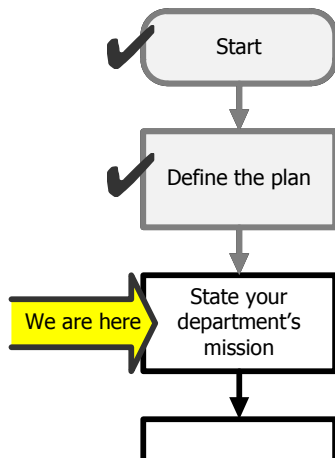 Start
Define the plan
We are here
State your
department’s
mission